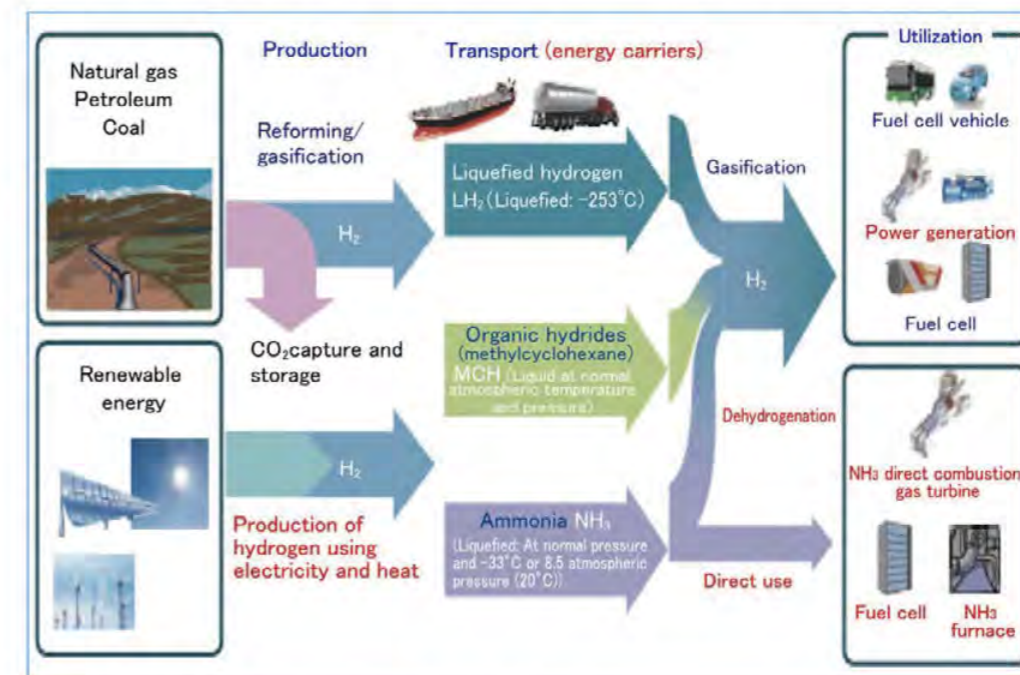 Natural gas
Petroleum
Coal
Production
Reforming/
gasification
H₂
CO₂capture and
storage
Renewable
energy
H₂
Production of
hydrogen using
electricity and heat
Transport (energy carriers)
Liquefied hydrogen
LH₂(Liquefied: -253°C)
Organic hydrides
(methylcyclohexane)
MCH (Liquid at normal
atmospheric temperature
and pressure)
Ammonia NH₃
(Liquefied: At normal pressure
and -33°C or 8.5 atmospheric
pressure (20°C))
Gasification
H₂
Dehydrogenation
Direct use
Utilization
Fuel cell vehicle
Power generation
Fuel cell
NH₃ direct combustion
gas turbine
Fuel cell
NH₃
furnace